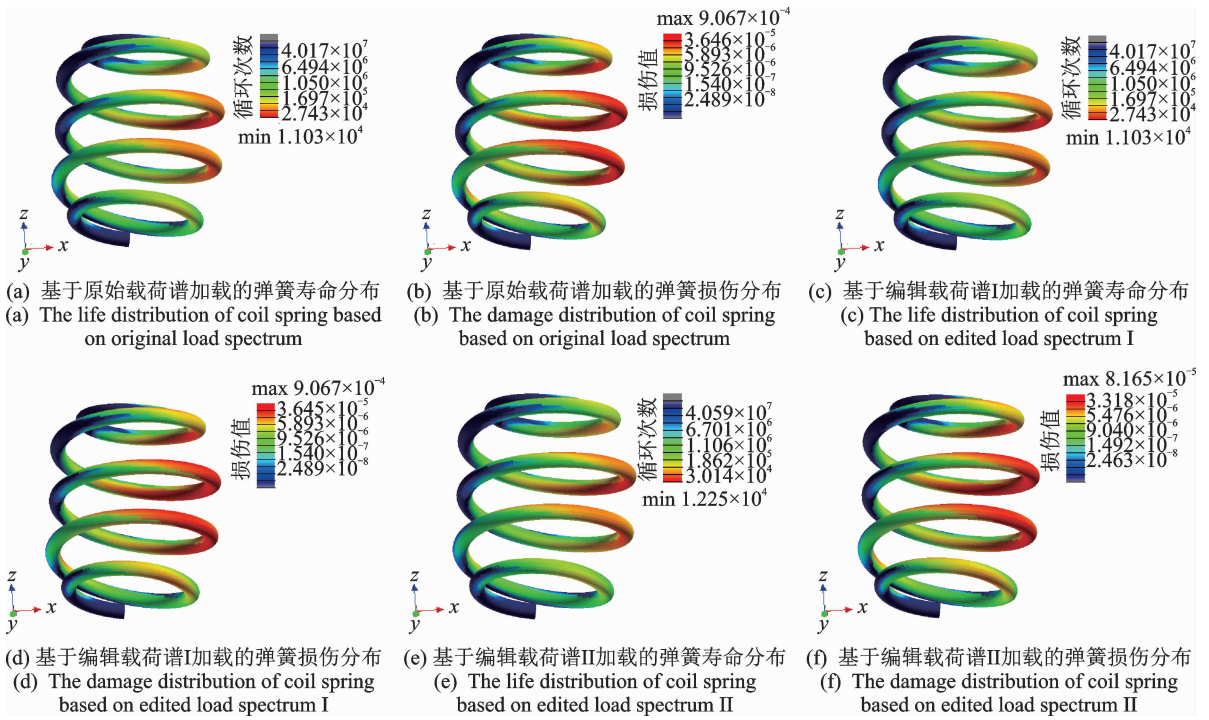 循环次数
4.017×10⁷
6.494×10⁶
1.050×10⁶
1.697×10⁵
2.743×10⁴
min 1.103×10⁴
z
x
y
(a) 基于原始载荷谱加载的弹簧寿命分布
(a) The life distribution of coil spring based
on original load spectrum
max 9.067×10⁻⁴
损伤值
3.646×10⁻⁵
5.893×10⁻⁶
9.526×10⁻⁶
1.540×10⁻⁷
2.489×10⁻⁸
z
x
y
(b) 基于原始载荷谱加载的弹簧损伤分布
(b) The damage distribution of coil spring
based on original load spectrum
循环次数
4.017×10⁷
6.494×10⁶
1.050×10⁶
1.697×10⁵
2.743×10⁴
min 1.103×10⁴
z
x
y
(c) 基于编辑载荷谱I加载的弹簧寿命分布
(c) The life distribution of coil spring
based on edited load spectrum I
max 9.067×10⁻⁴
损伤值
3.645×10⁻⁵
5.893×10⁻⁶
9.526×10⁻⁶
1.540×10⁻⁷
2.489×10⁻⁸
z
x
y
(d) 基于编辑载荷谱I加载的弹簧损伤分布
(d) The damage distribution of coil spring
based on edited load spectrum I
循环次数
4.059×10⁷
6.701×10⁶
1.106×10⁶
1.862×10⁵
3.014×10⁴
min 1.225×10⁴
z
x
y
(e) 基于编辑载荷谱II加载的弹簧寿命分布
(e) The life distribution of coil spring
based on edited load spectrum II
max 8.165×10⁻⁵
损伤值
3.318×10⁻⁵
5.476×10⁻⁶
9.040×10⁻⁶
1.492×10⁻⁷
2.463×10⁻⁸
z
x
y
(f) 基于编辑载荷谱II加载的弹簧损伤分布
(f) The damage distribution of coil spring
based on edited load spectrum II